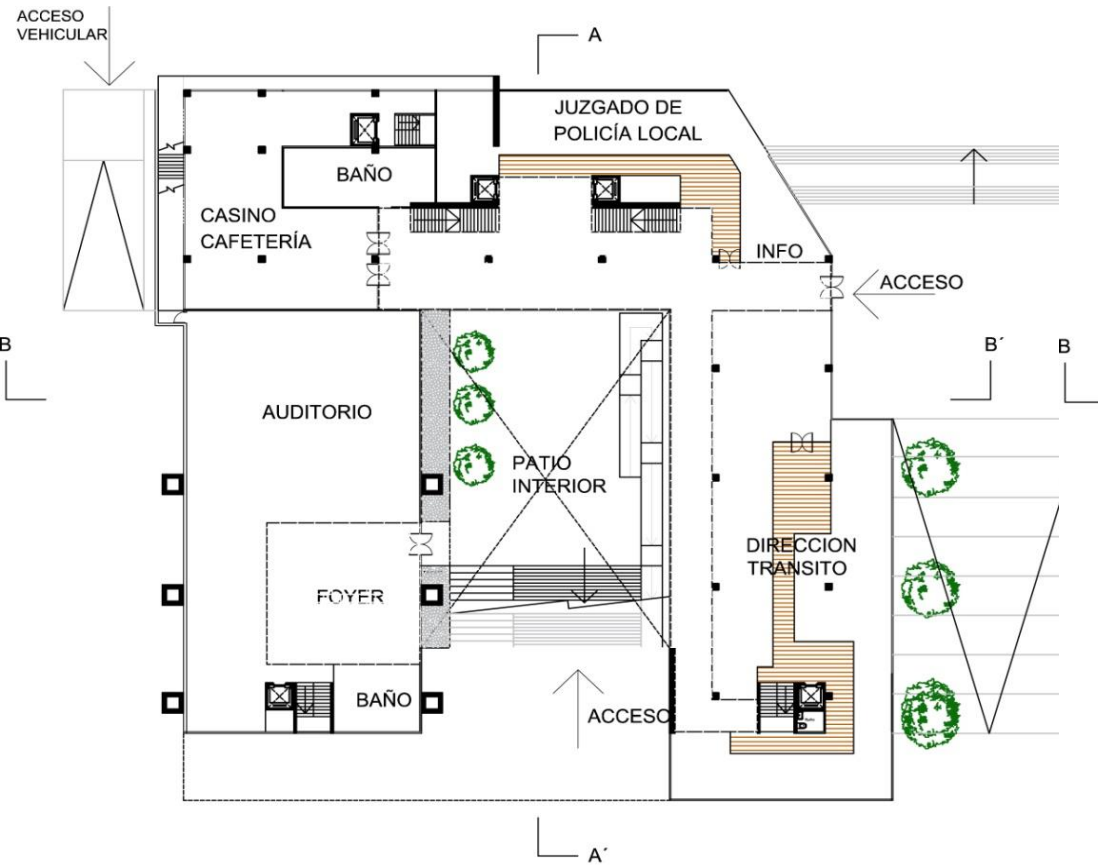 ACCESO
VEHICULAR
A
JUZGADO DE
POLICÍA LOCAL
BAÑO
CASINO
CAFETERÍA
INFO
ACCESO
B
B´
B
AUDITORIO
PATIO
INTERIOR
DIRECCION
TRANSITO
FOYER
BAÑO
ACCESO
A´